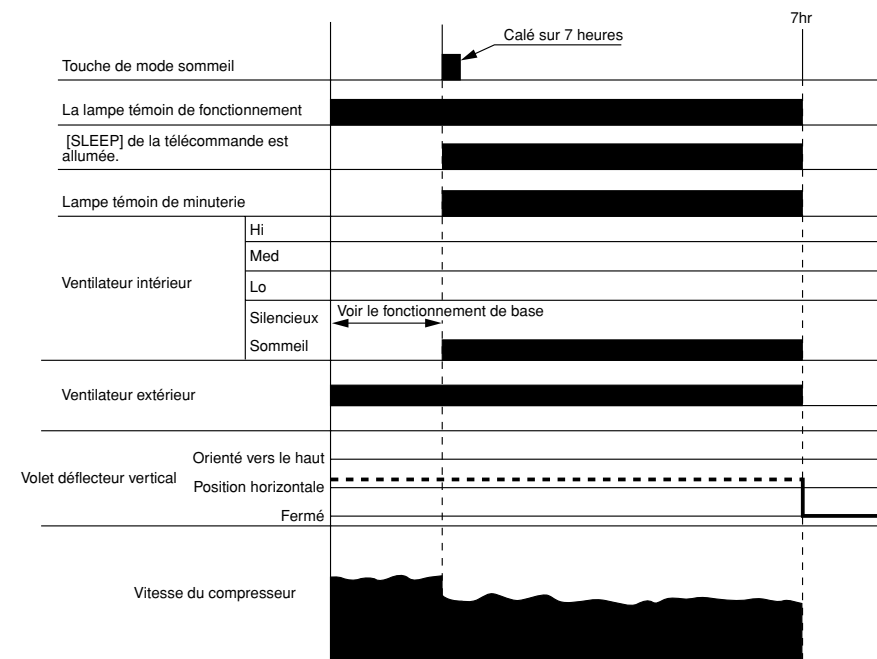 7hr
Calé sur 7 heures
Touche de mode sommeil
La lampe témoin de fonctionnement
[SLEEP] de la télécommande est
allumée.
Lampe témoin de minuterie
Ventilateur intérieur
Hi
Med
Lo
Silencieux
Voir le fonctionnement de base
Sommeil
Ventilateur extérieur
Volet déflecteur vertical
Orienté vers le haut
Position horizontale
Fermé
Vitesse du compresseur